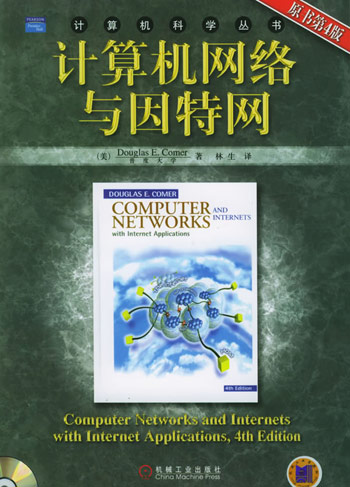 PEARSON
计算机科学丛书
原书第4版
计算机网络
与因特网
(美) Douglas E. Comer 著 林生 译
普度大学
DOUGLAS E. COMER
COMPUTER
NETWORKS
AND
INTERNETS
with Internet Applications
4th Edition
Computer Networks and Internets
with Internet Applications, 4th Edition
机械工业出版社
China Machine Press